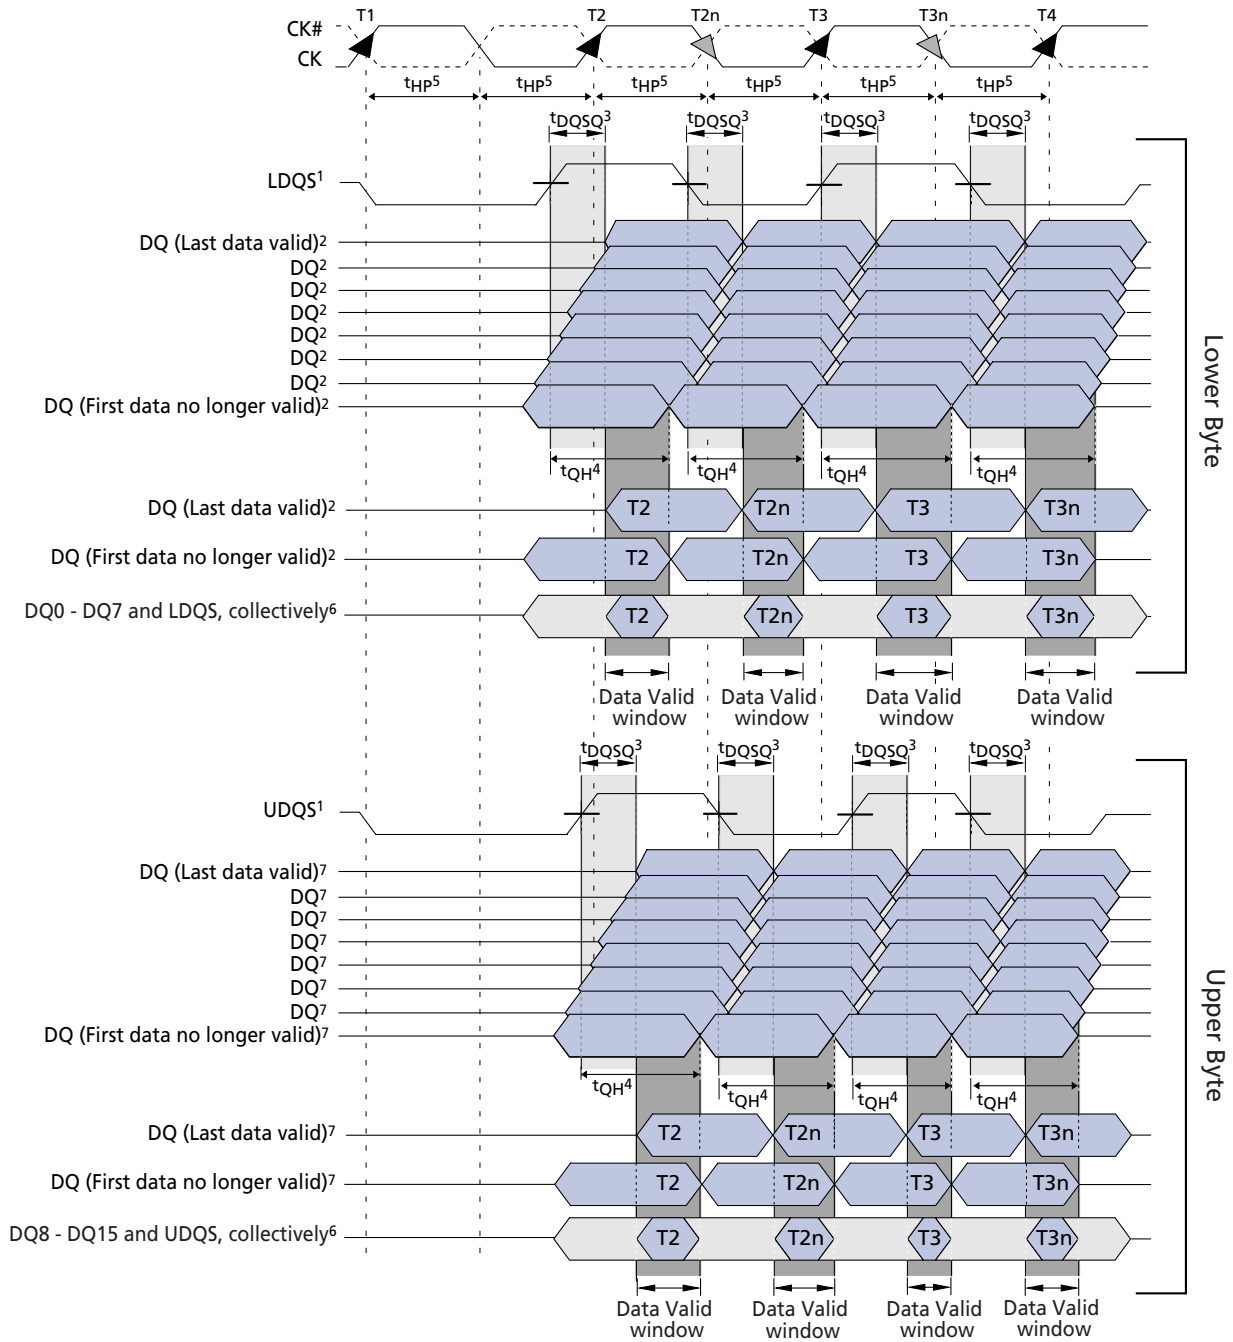 T1 T2 T2n T3 T3n T4
CK#
CK
tHP5 tHP5 tHP5 tHP5 tHP5 tHP5
tDQSQ3 tDQSQ3 tDQSQ3 tDQSQ3
LDQS1
DQ (Last data valid)2
DQ2
DQ2
DQ2
DQ2
DQ2
DQ2
DQ (First data no longer valid)2
Lower Byte
tQH4 tQH4 tQH4 tQH4
DQ (Last data valid)2 T2 T2n T3 T3n
DQ (First data no longer valid)2 T2 T2n T3 T3n
DQ0 - DQ7 and LDQS, collectively6 T2 T2n T3 T3n
Data Valid window
Data Valid window
Data Valid window
Data Valid window
tDQSQ3 tDQSQ3 tDQSQ3 tDQSQ3
UDQS1
DQ (Last data valid)7
DQ7
DQ7
DQ7
DQ7
DQ7
DQ7
DQ (First data no longer valid)7
Upper Byte
tQH4 tQH4 tQH4 tQH4
DQ (Last data valid)7 T2 T2n T3 T3n
DQ (First data no longer valid)7 T2 T2n T3 T3n
DQ8 - DQ15 and UDQS, collectively6 T2 T2n T3 T3n
Data Valid window
Data Valid window
Data Valid window
Data Valid window